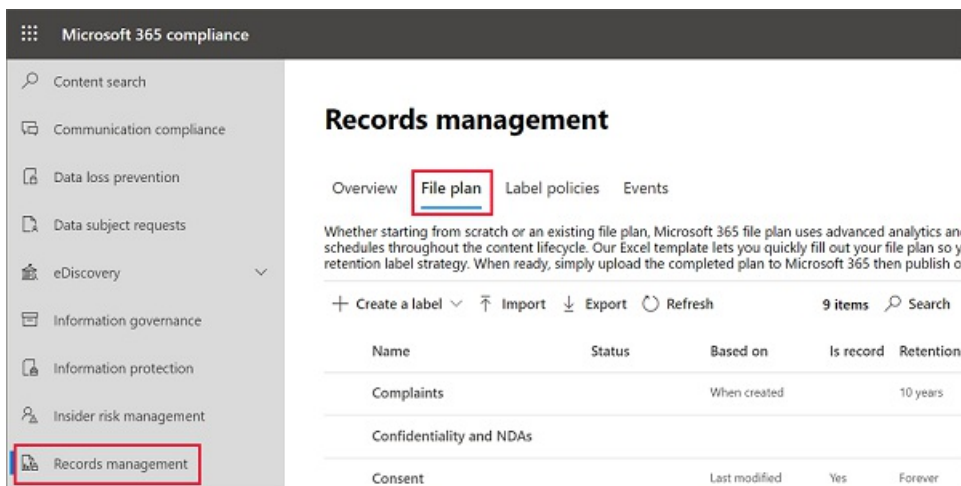 Microsoft 365 compliance
Content search
Communication compliance
Data loss prevention
Data subject requests
eDiscovery
Information governance
Information protection
Insider risk management
Records management
Records management
Overview File plan Label policies Events
Whether starting from scratch or an existing file plan, Microsoft 365 file plan uses advanced analytics an
schedules throughout the content lifecycle. Our Excel template lets you quickly fill out your file plan so y
retention label strategy. When ready, simply upload the completed plan to Microsoft 365 then publish o
Create a label Import Export Refresh 9 items Search
Name Status Based on Is record Retention
Complaints When created 10 years
Confidentiality and NDAs
Consent Last modified Yes Forever